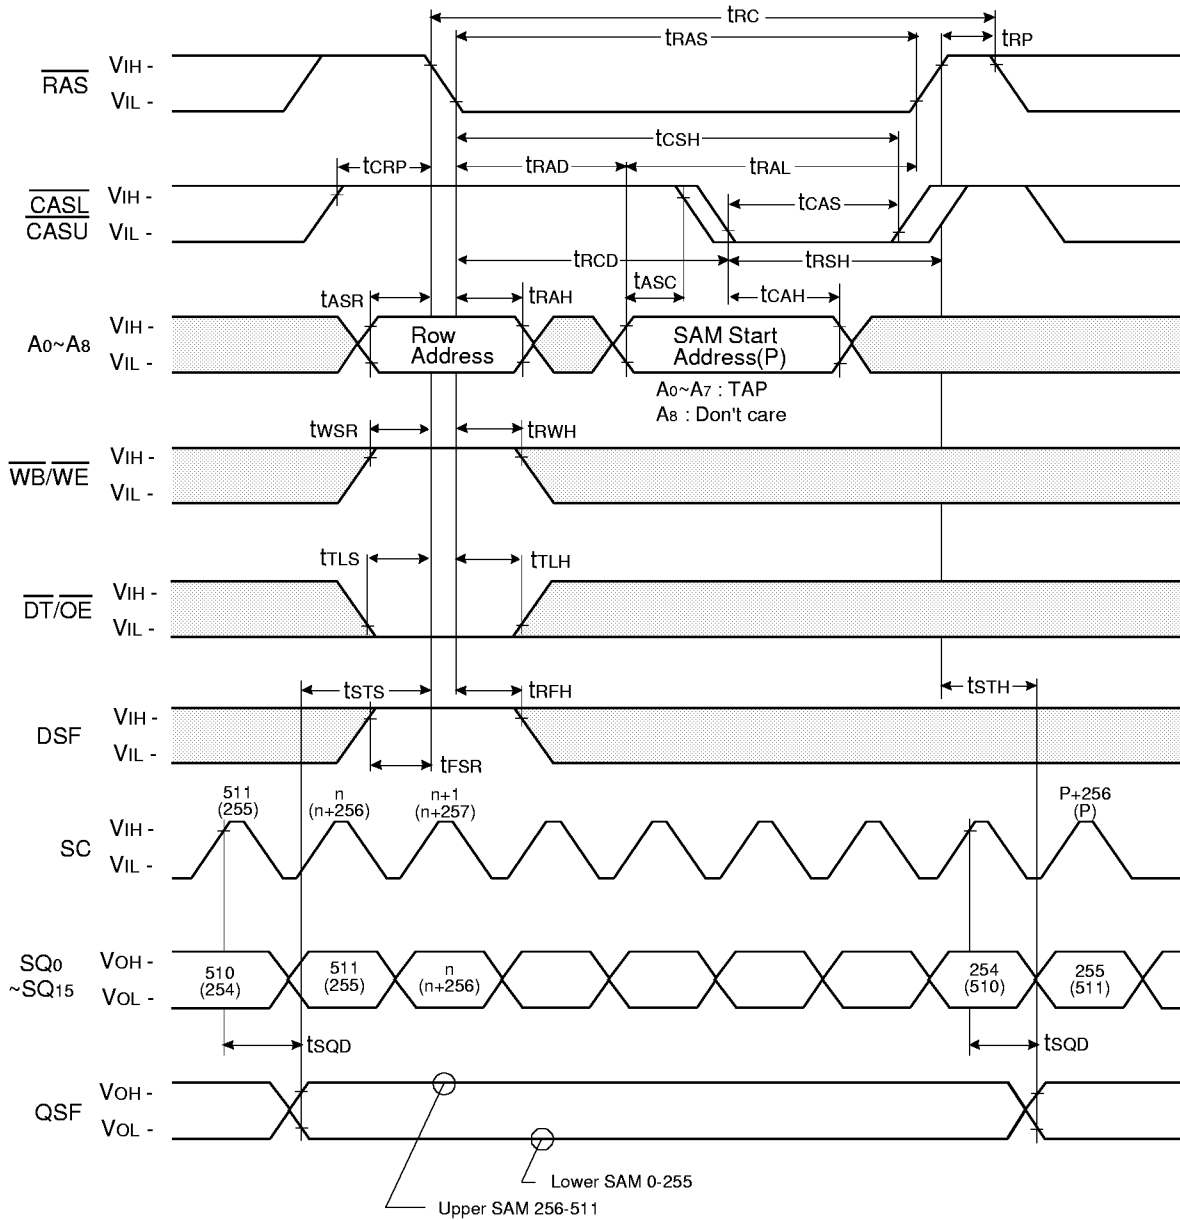 tRC
tRAS
tRP
RAS
VIH -
VIL -
tCSH
tCRP
tRAD
tRAL
CASL
CASU
VIH -
VIL -
tCAS
tRCD
tRSH
tASC
tASR
tRAH
tCAH
A0~A8
VIH -
VIL -
Row
Address
SAM Start
Address(P)
A0~A7 : TAP
A8 : Don't care
tWSR
tRWH
WB/WE
VIH -
VIL -
tTLS
tTLH
DT/OE
VIH -
VIL -
tSTS
tRFH
tSTH
DSF
VIH -
VIL -
tFSR
511
(255)
n
(n+256)
n+1
(n+257)
P+256
(P)
SC
VIH -
VIL -
SQ0
~SQ15
VOH -
VOL -
510
(254)
511
(255)
n
(n+256)
254
(510)
255
(511)
tSQD
tSQD
QSF
VOH -
VOL -
Lower SAM 0-255
Upper SAM 256-511